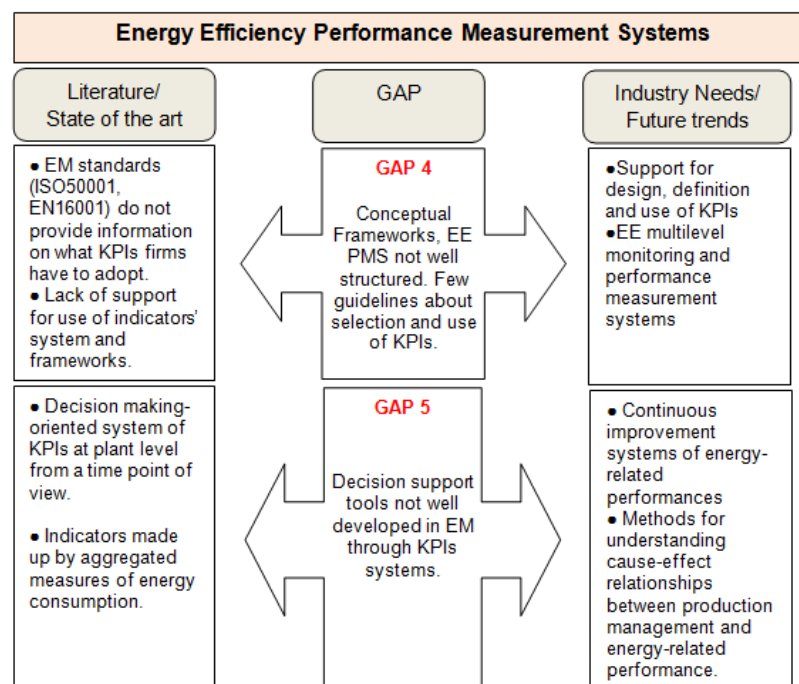 Energy Efficiency Performance Measurement Systems
Literature/
State of the art
GAP
Industry Needs/
Future trends
● EM standards
(ISO50001,
EN16001) do not
provide information
on what KPIs firms
have to adopt.
● Lack of support
for use of indicators'
system and
frameworks.
GAP 4
Conceptual
Frameworks, EE
PMS not well
structured. Few
guidelines about
selection and use
of KPIs.
●Support for
design, definition
and use of KPIs
●EE multilevel
monitoring and
performance
measurement
systems
● Decision making-
oriented system of
KPIs at plant level
from a time point of
view.
● Indicators made
up by aggregated
measures of energy
consumption.
GAP 5
Decision support
tools not well
developed in EM
through KPIs
systems.
● Continuous
improvement
systems of energy-
related
performances
● Methods for
understanding
cause-effect
relationships
between production
management and
energy-related
performance.